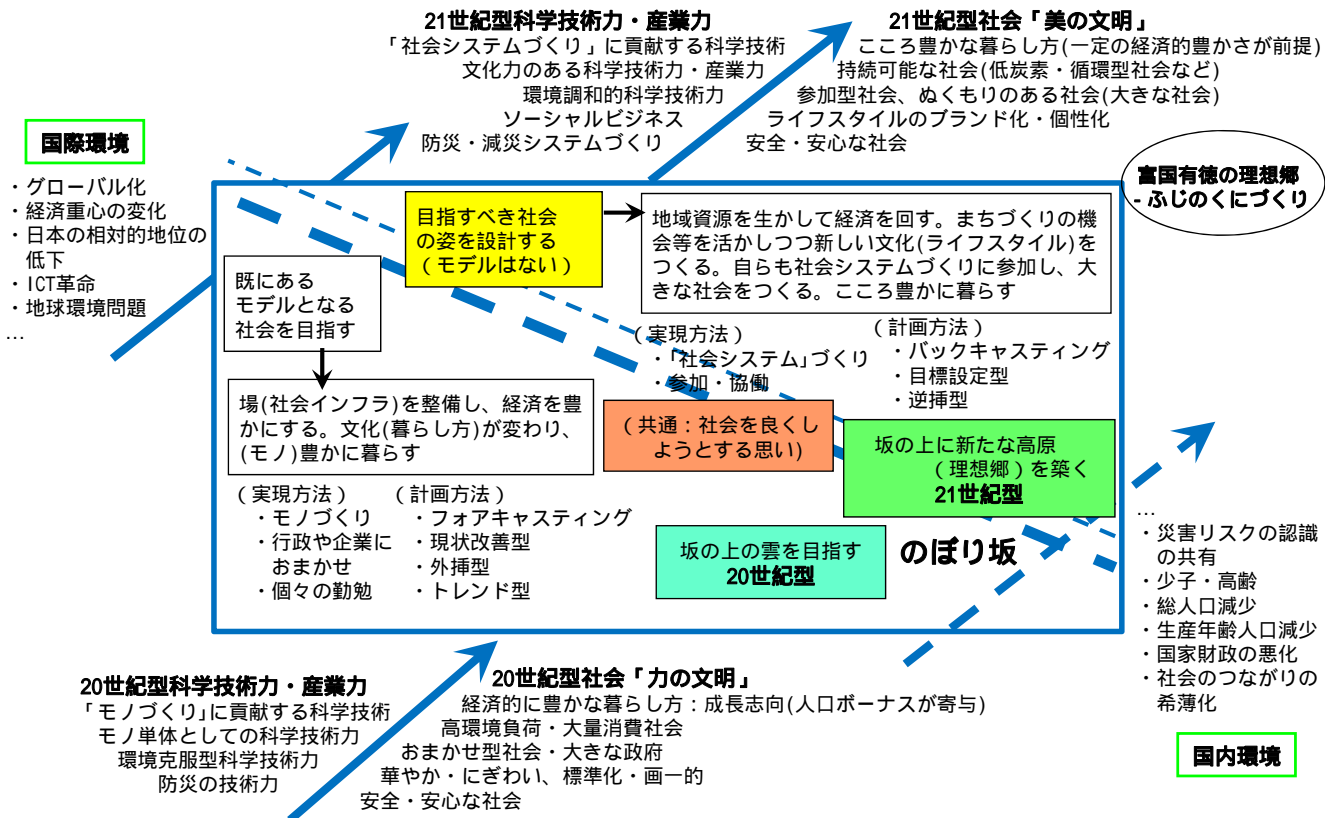 21世紀型科学技術力・産業力
「社会システムづくり」に貢献する科学技術
文化力のある科学技術力・産業力
環境調和的科学技術力
ソーシャルビジネス
防災・減災システムづくり
21世紀型社会「美の文明」
こころ豊かな暮らし方(一定の経済的豊かさが前提)
持続可能な社会(低炭素・循環型社会など)
参加型社会、ぬくもりのある社会(大きな社会)
ライフスタイルのブランド化・個性化
安全・安心な社会
国際環境
・グローバル化
・経済重心の変化
・日本の相対的地位の
低下
・ICT革命
・地球環境問題
…
富国有徳の理想郷
-ふじのくにづくり
目指すべき社会
の姿を設計する
(モデルはない)
地域資源を生かして経済を回す。まちづくりの機
会等を活かしつつ新しい文化(ライフスタイル)を
つくる。自らも社会システムづくりに参加し、大
きな社会をつくる。こころ豊かに暮らす
既にある
モデルとなる
社会を目指す
(実現方法)
・「社会システム」づくり
・参加・協働
(計画方法)
・バックキャスティング
・目標設定型
・逆挿型
場(社会インフラ)を整備し、経済を豊
かにする。文化(暮らし方)が変わり、
(モノ)豊かに暮らす
(共通：社会を良くし
ようとする思い)
坂の上に新たな高原
(理想郷)を築く
21世紀型
(実現方法)
・モノづくり
・行政や企業に
おまかせ
・個々の勤勉
(計画方法)
・フォアキャスティング
・現状改善型
・外挿型
・トレンド型
坂の上の雲を目指す
20世紀型
のぼり坂
…
・災害リスクの認識
の共有
・少子・高齢
・総人口減少
・生産年齢人口減少
・国家財政の悪化
・社会のつながりの
希薄化
国内環境
20世紀型科学技術力・産業力
「モノづくり」に貢献する科学技術
モノ単体としての科学技術力
環境克服型科学技術力
防災の技術力
20世紀型社会「力の文明」
経済的に豊かな暮らし方：成長志向(人口ボーナスが寄与)
高環境負荷・大量消費社会
おまかせ型社会・大きな政府
華やか・にぎわい、標準化・画一的
安全・安心な社会